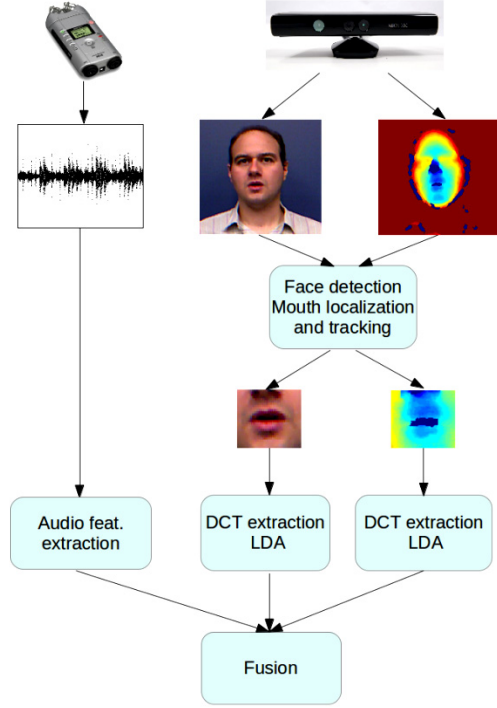 Face detection
Mouth localization
and tracking
Audio feat.
extraction
DCT extraction
LDA
DCT extraction
LDA
Fusion